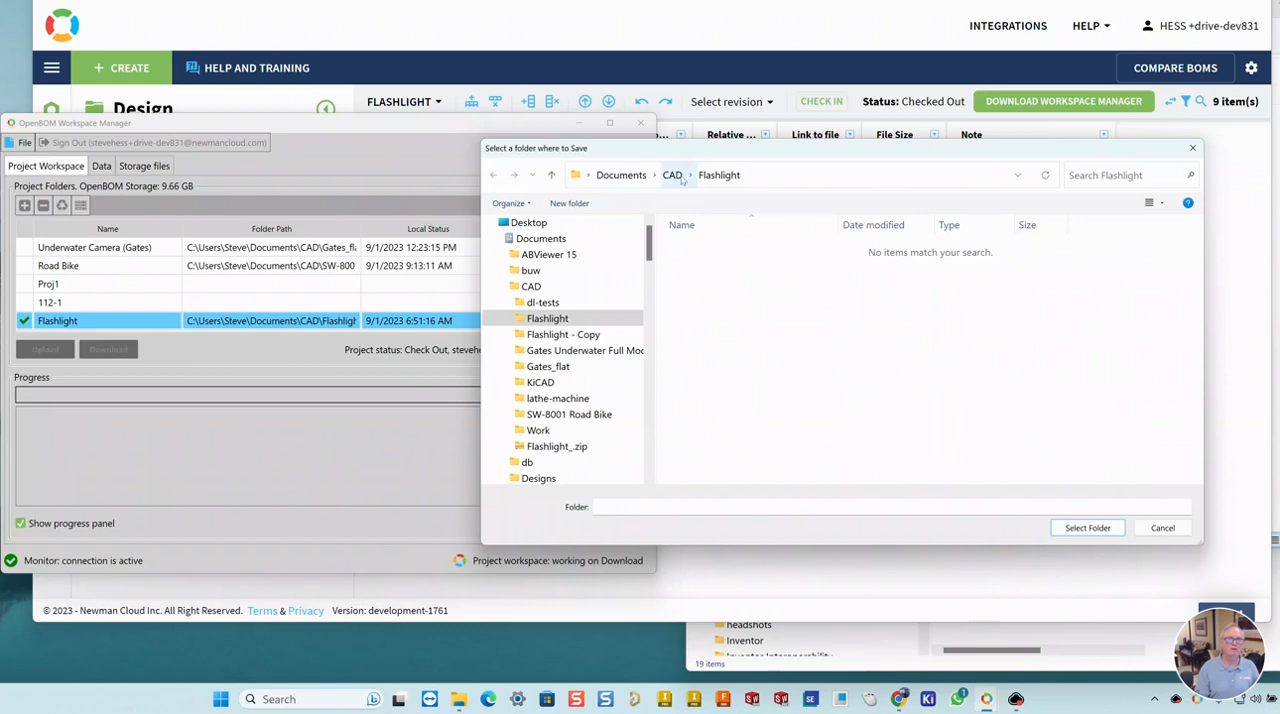 INTEGRATIONS HELP HESS +drive-dev831
+ CREATE HELP AND TRAINING COMPARE BOMS
Design FLASHLIGHT Select revision CHECK IN Status: Checked Out DOWNLOAD WORKSPACE MANAGER 9 item(s)
OpenBOM Workspace Manager
Relative ... Link to file File Size Note
File Sign Out (stevehess+drive-dev831@newmancloud.com)
Project Workspace Data Storage files
Project Folders. OpenBOM Storage: 9.66 GB
Name Folder Path Local Status
Underwater Camera (Gates) C:\Users\Steve\Documents\CAD\Gates_fl 9/1/2023 12:23:15 PM
Road Bike C:\Users\Steve\Documents\CAD\SW-800 9/1/2023 9:13:11 AM
Proj1
112-1
Flashlight C:\Users\Steve\Documents\CAD\Flashligh 9/1/2023 6:51:16 AM
Upload Download Project status: Check Out, stevehe
Progress
Show progress panel
Monitor: connection is active Project workspace: working on Download
Select a folder where to Save
Documents CAD Flashlight Search Flashlight
Organize New folder
Name Date modified Type Size
No items match your search.
Desktop
Documents
ABViewer 15
buw
CAD
dl-tests
Flashlight
Flashlight - Copy
Gates Underwater Full Mod
Gates_flat
KiCAD
lathe-machine
SW-8001 Road Bike
Work
Flashlight_.zip
db
Designs
Folder:
Select Folder Cancel
© 2023 - Newman Cloud Inc. All Right Reserved. Terms & Privacy Version: development-1761
headshots
Inventor
Inventor Interoperability
19 items
Search